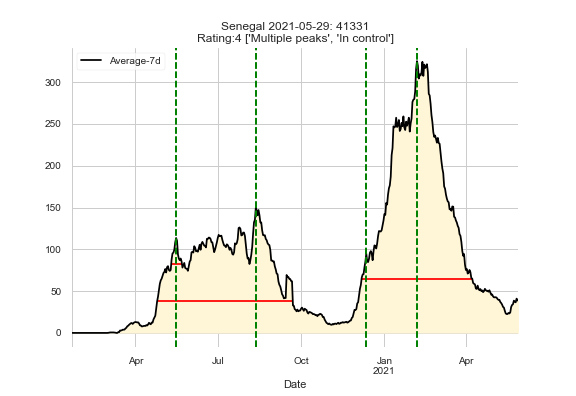 Senegal 2021-05-29: 41331
Rating:4 ['Multiple peaks', 'In control']
Average-7d
300
250
200
150
100
50
0
Apr
Jul
Oct
Jan
2021
Apr
Date